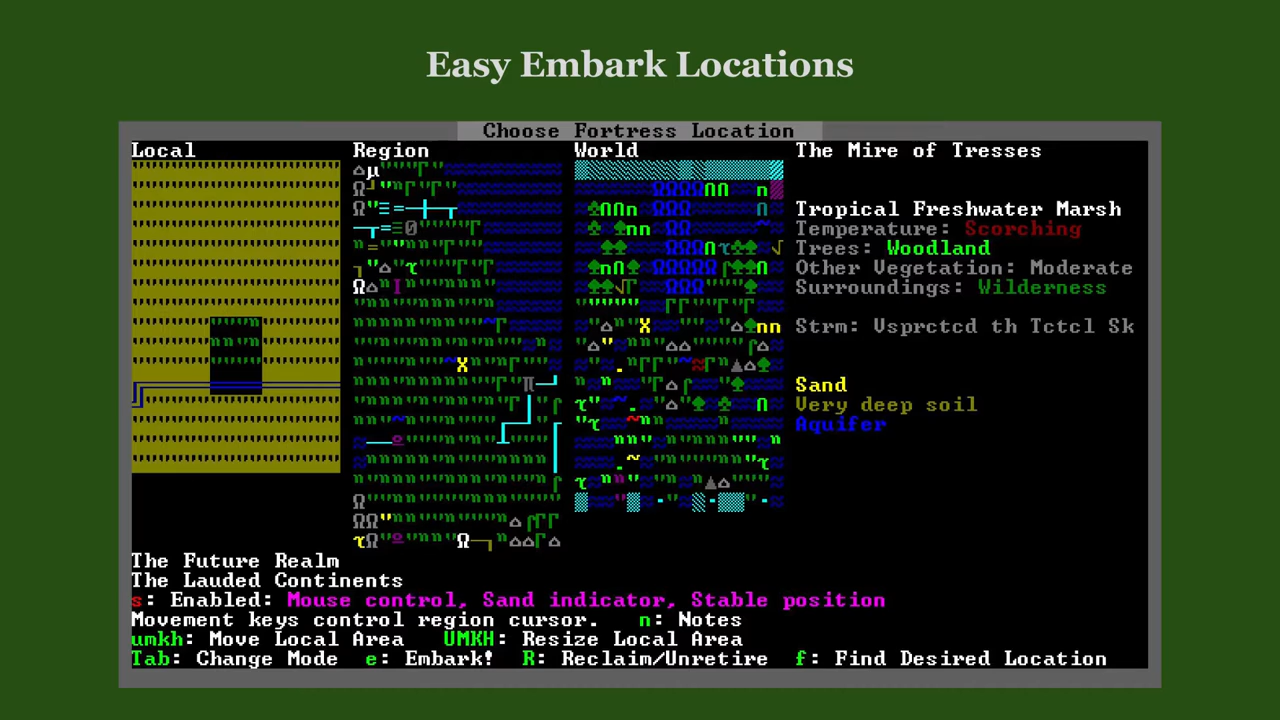 Easy Embark Locations
Choose Fortress Location
Local
Region
World
The Mire of Tresses
Tropical Freshwater Marsh
Temperature: Scorching
Trees: Woodland
Other Vegetation: Moderate
Surroundings: Wilderness
Strm: Vsprctcd th Tctcl Sk
Sand
Very deep soil
Aquifer
The Future Realm
The Lauded Continents
s: Enabled: Mouse control, Sand indicator, Stable position
Movement keys control region cursor. n: Notes
umkh: Move Local Area UMKH: Resize Local Area
Tab: Change Mode e: Embark! R: Reclaim/Unretire f: Find Desired Location